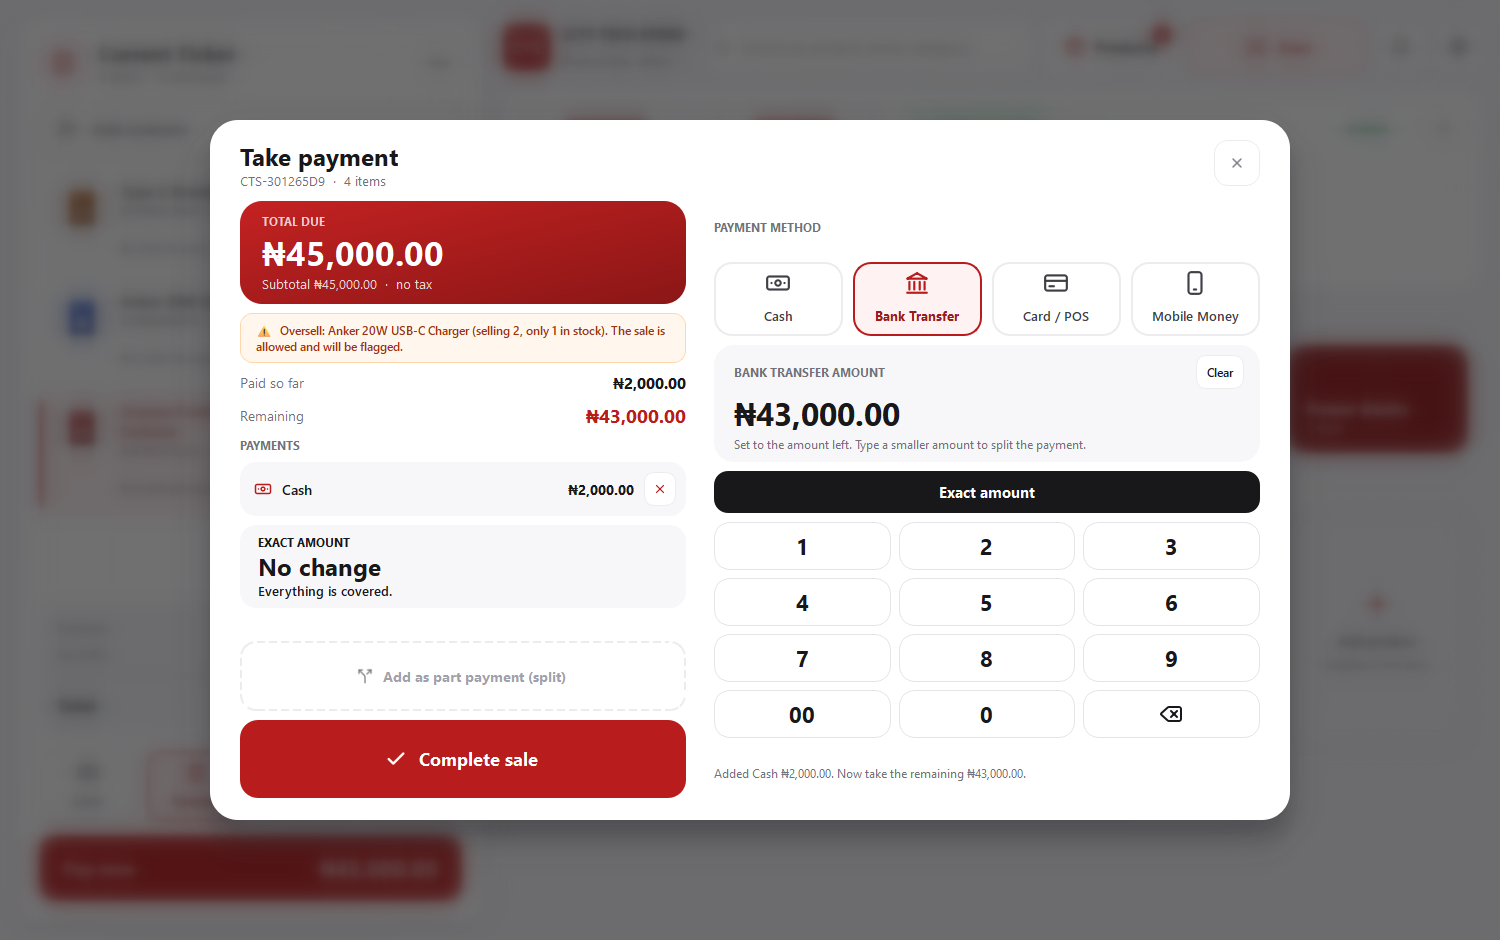 Take payment
CTS-301265D9 · 4 items
TOTAL DUE
₦45,000.00
Subtotal ₦45,000.00 · no tax
⚠ Oversell: Anker 20W USB-C Charger (selling 2, only 1 in stock). The sale is
allowed and will be flagged.
Paid so far ₦2,000.00
Remaining ₦43,000.00
PAYMENTS
Cash ₦2,000.00
EXACT AMOUNT
No change
Everything is covered.
Add as part payment (split)
Complete sale
PAYMENT METHOD
Cash
Bank Transfer
Card / POS
Mobile Money
BANK TRANSFER AMOUNT
Clear
₦43,000.00
Set to the amount left. Type a smaller amount to split the payment.
Exact amount
1 2 3
4 5 6
7 8 9
00 0
Added Cash ₦2,000.00. Now take the remaining ₦43,000.00.